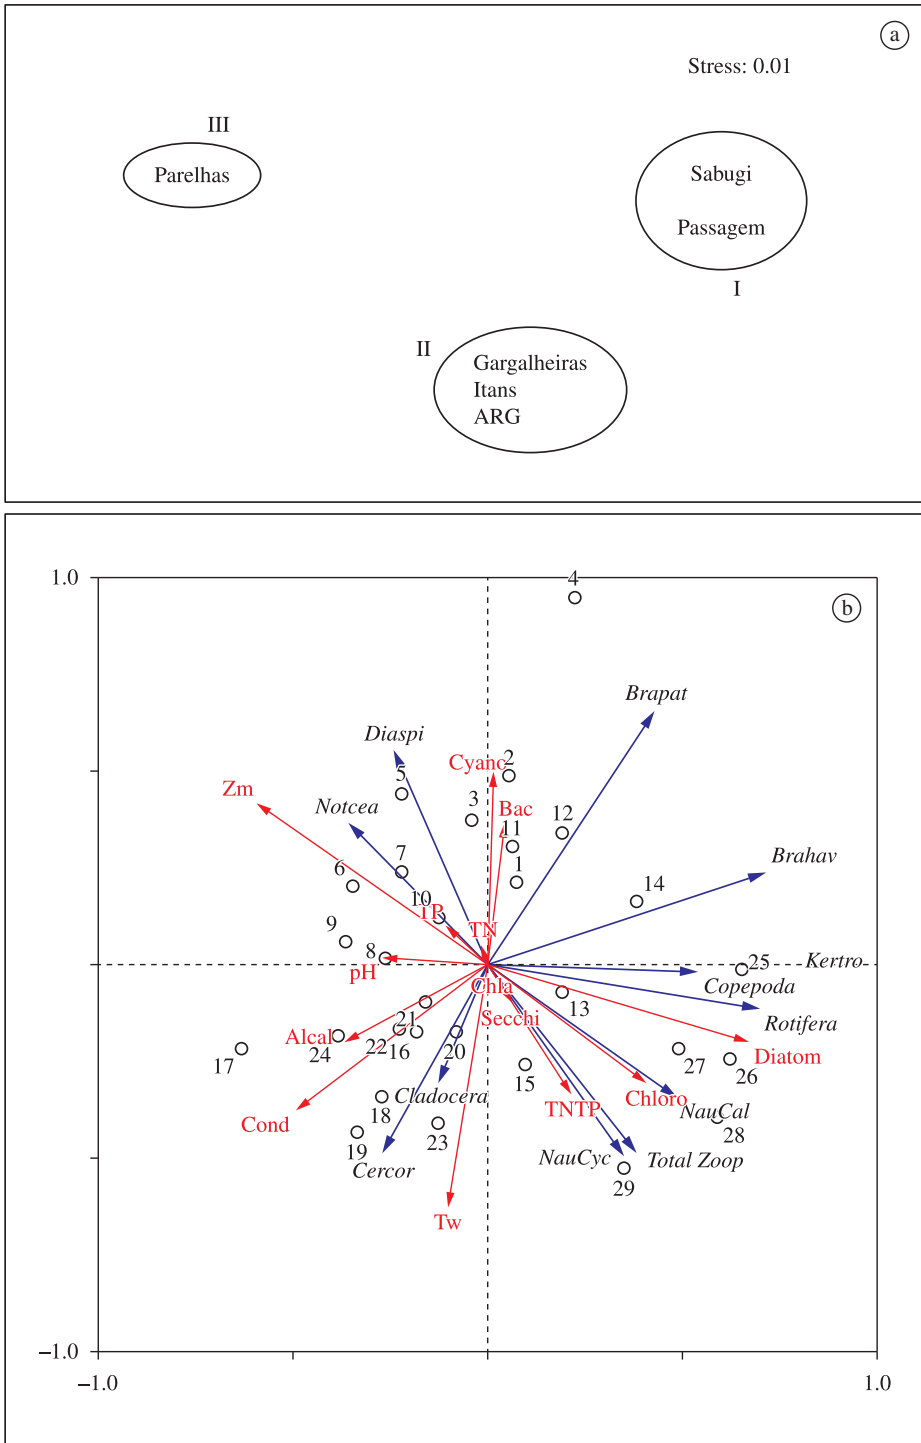 a
Stress: 0.01
III
Parelhas
Sabugi
Passagem
I
II
Gargalheiras
Itans
ARG
b
1.0
4
Brapat
Diaspi
Cyano
2
5
Zm
Notcea
3
Bac
11
12
Brahav
7
1
6
14
10
TP
9
TN
8
25
Kertro
pH
Chla
Copepoda
13
Secchi
Rotifera
21
Alcal
24
22
16
20
17
27
26
Diatom
15
Cladocera
18
TNTP
Chloro
NauCal
28
Cond
23
19
Cercor
NauCyc
Total Zoop
29
Tw
−1.0
−1.0
1.0